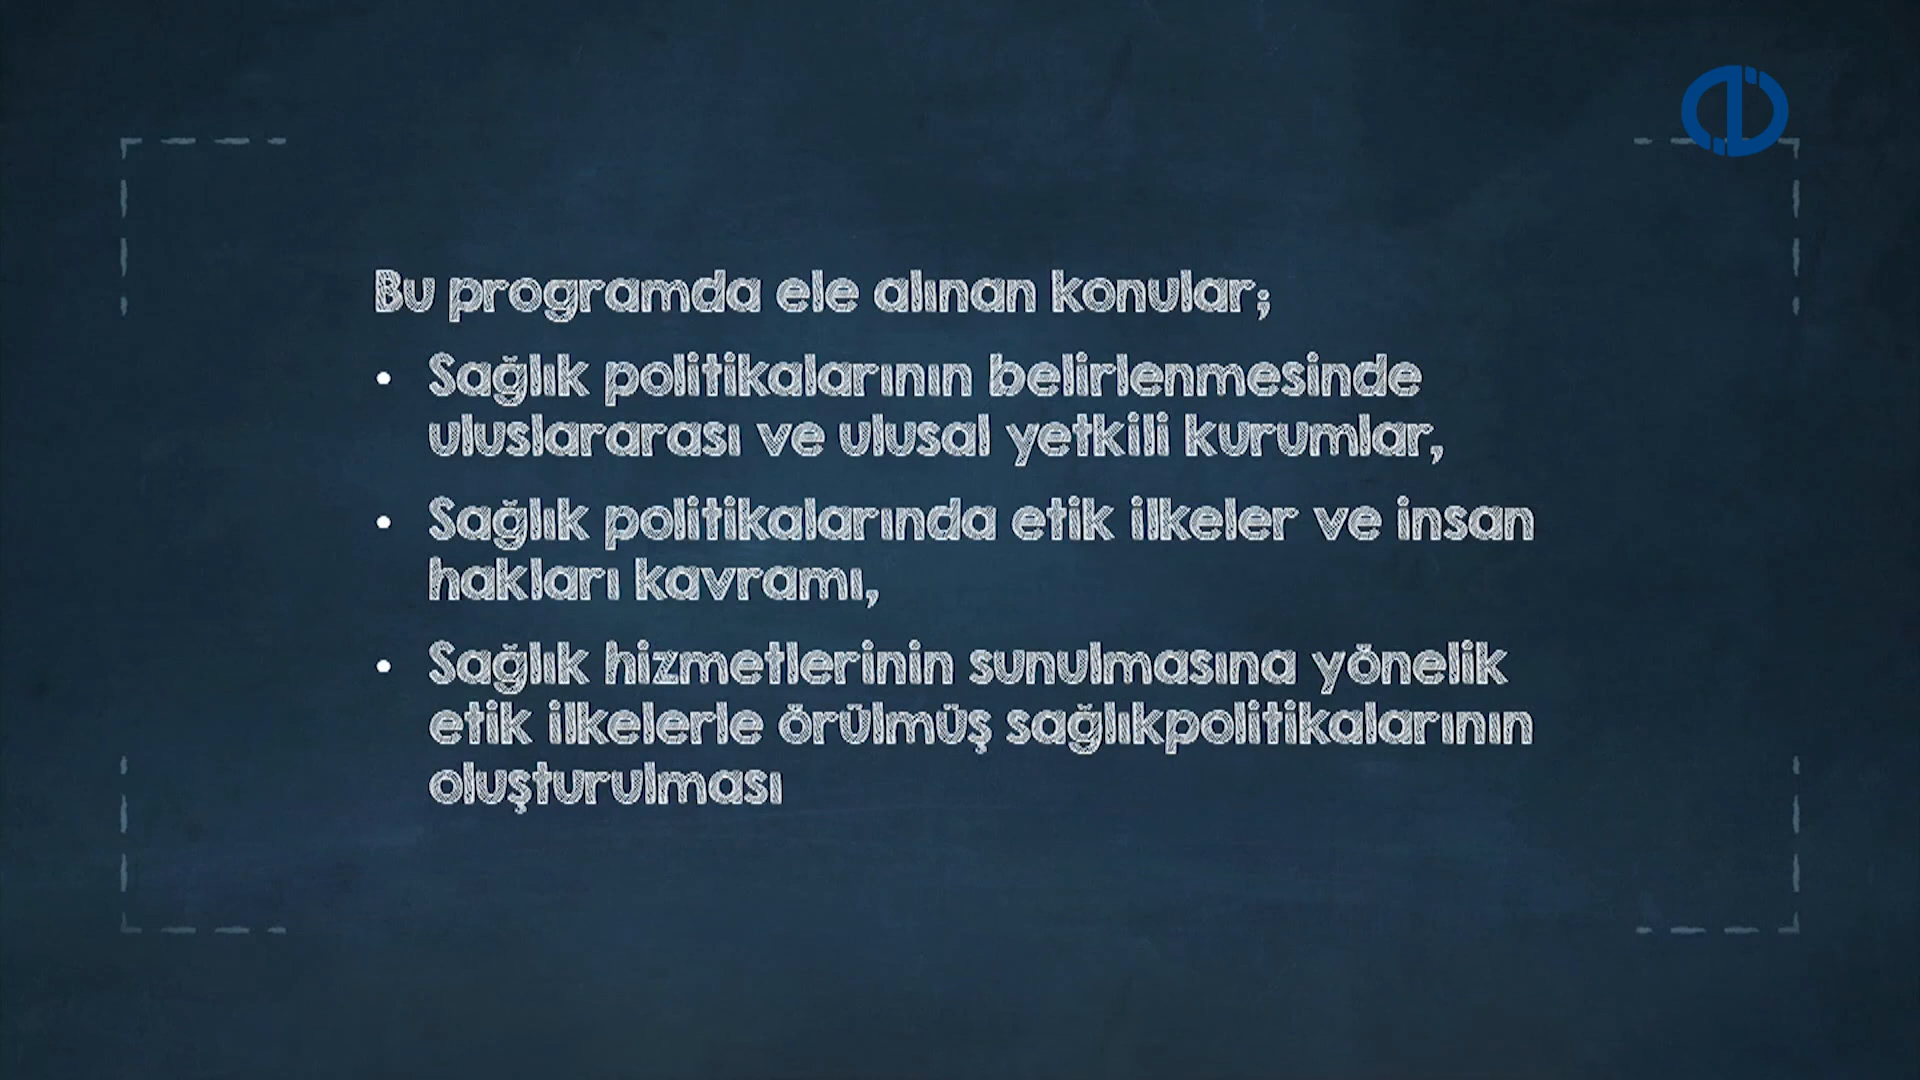 Bu programda ele alınan konular;
• Sağlık politikalarının belirlenmesinde
uluslararası ve ulusal yetkili kurumlar,
• Sağlık politikalarında etik ilkeler ve insan
hakları kavramı,
• Sağlık hizmetlerinin sunulmasına yönelik
etik ilkelerle örülmüş sağlıkpolitikalarının
oluşturulması